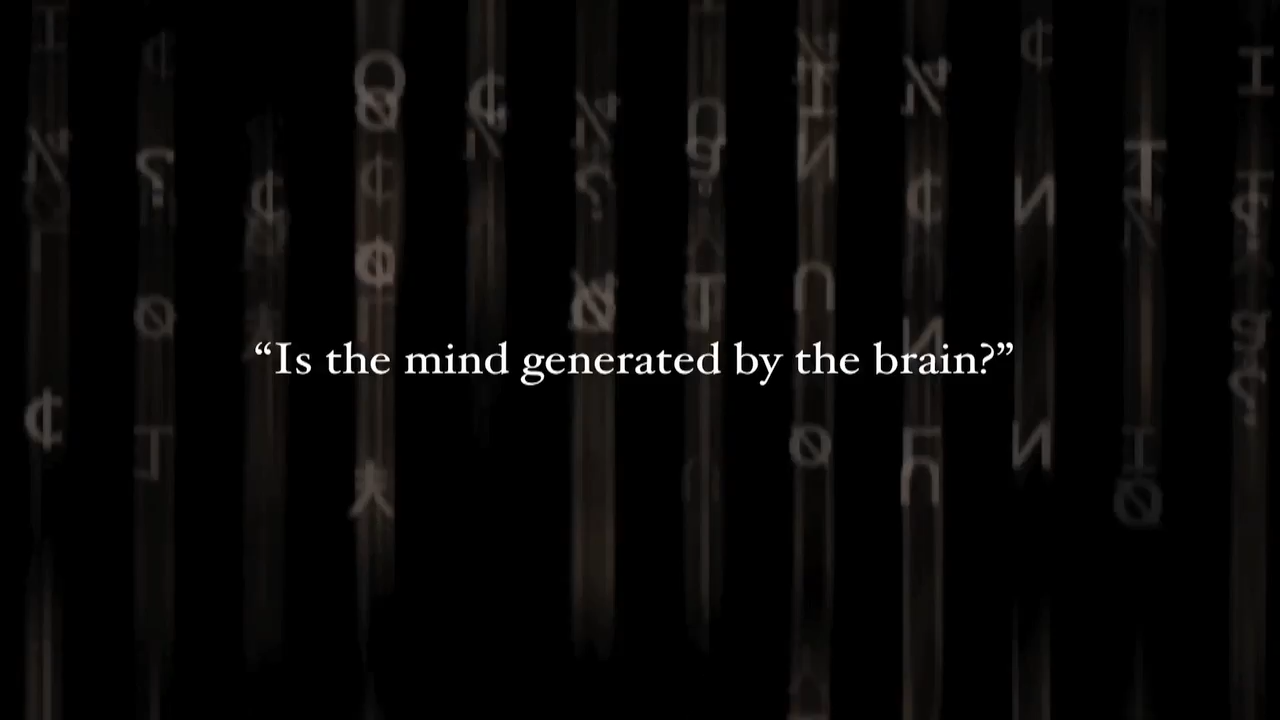 “Is the mind generated by the brain?”